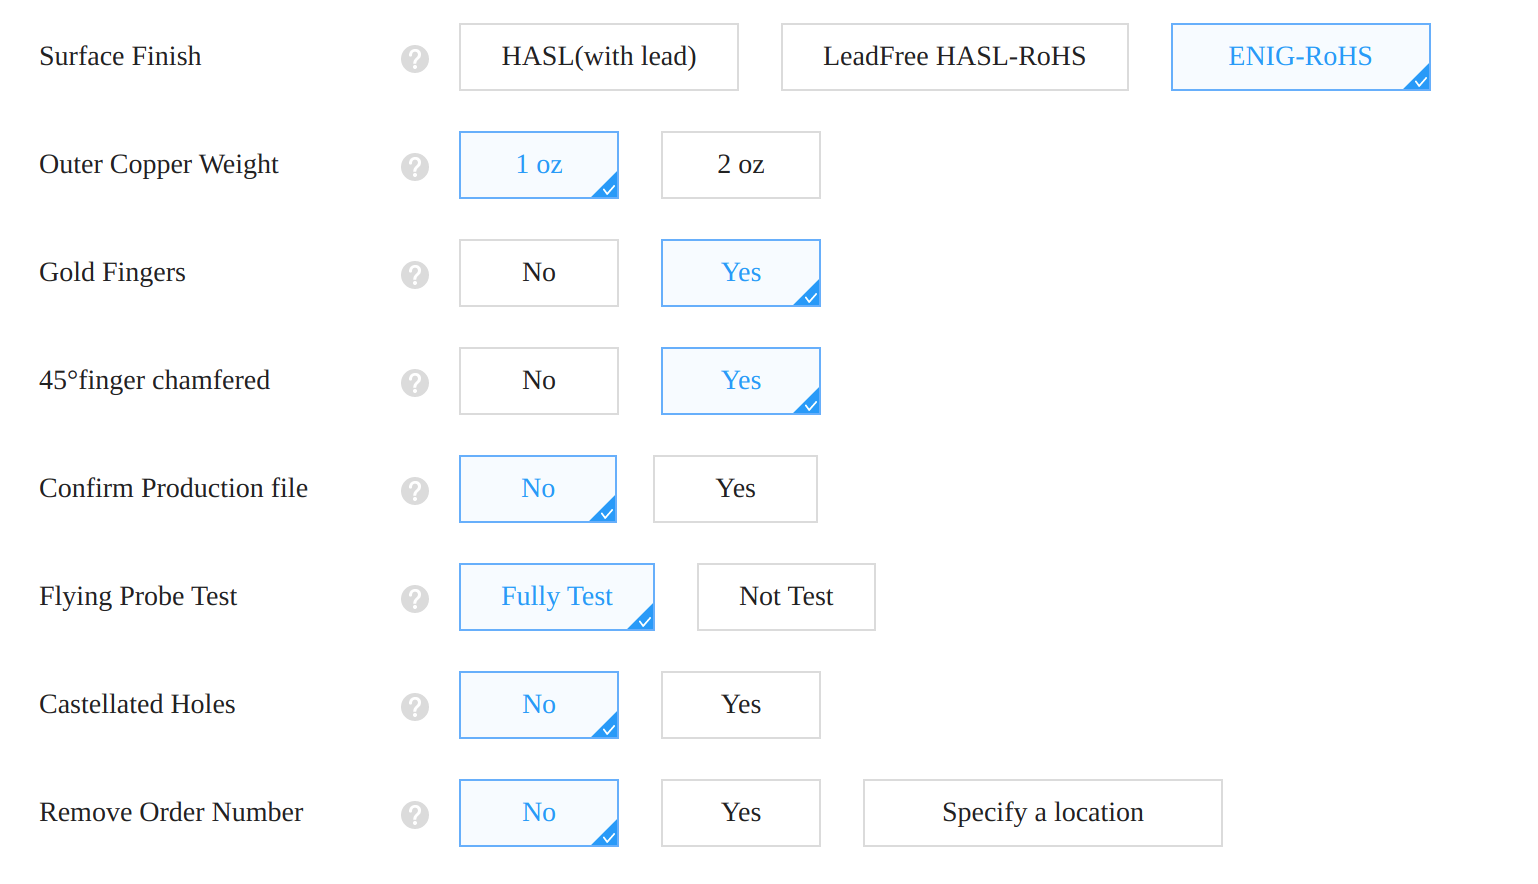 Surface Finish HASL(with lead) LeadFree HASL-RoHS ENIG-RoHS
Outer Copper Weight 1 oz 2 oz
Gold Fingers No Yes
45°finger chamfered No Yes
Confirm Production file No Yes
Flying Probe Test Fully Test Not Test
Castellated Holes No Yes
Remove Order Number No Yes Specify a location